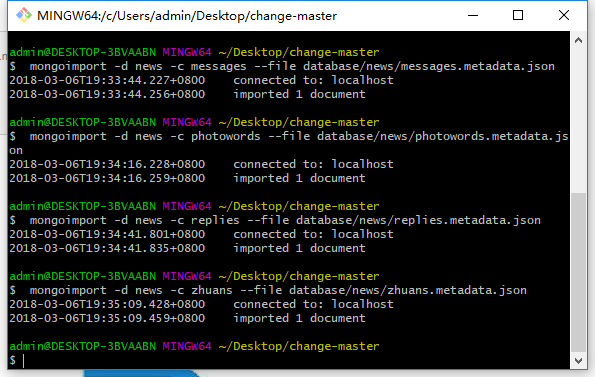 MINGW64:/c/Users/admin/Desktop/change-master
admin@DESKTOP-3BVAABN MINGW64 ~/Desktop/change-master
$  mongoimport -d news -c messages --file database/news/messages.metadata.json
2018-03-06T19:33:44.227+0800    connected to: localhost
2018-03-06T19:33:44.256+0800    imported 1 document
admin@DESKTOP-3BVAABN MINGW64 ~/Desktop/change-master
$  mongoimport -d news -c photowords --file database/news/photowords.metadata.js
on
2018-03-06T19:34:16.228+0800    connected to: localhost
2018-03-06T19:34:16.259+0800    imported 1 document
admin@DESKTOP-3BVAABN MINGW64 ~/Desktop/change-master
$  mongoimport -d news -c replies --file database/news/replies.metadata.json
2018-03-06T19:34:41.801+0800    connected to: localhost
2018-03-06T19:34:41.835+0800    imported 1 document
admin@DESKTOP-3BVAABN MINGW64 ~/Desktop/change-master
$  mongoimport -d news -c zhuans --file database/news/zhuans.metadata.json
2018-03-06T19:35:09.428+0800    connected to: localhost
2018-03-06T19:35:09.459+0800    imported 1 document
admin@DESKTOP-3BVAABN MINGW64 ~/Desktop/change-master
$